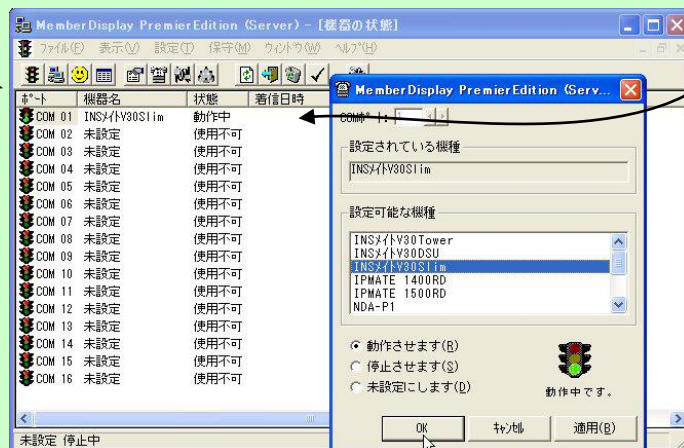 MemberDisplay PremierEdition (Server) - [機器の状態]
ファイル(F) 表示(V) 設定(T) 保守(M) ウィンドウ(W) ヘルプ(H)
ポート 機器名 状態 着信日時
COM 01 INSメイトV30Slim 動作中
COM 02 未設定 使用不可
COM 03 未設定 使用不可
COM 04 未設定 使用不可
COM 05 未設定 使用不可
COM 06 未設定 使用不可
COM 07 未設定 使用不可
COM 08 未設定 使用不可
COM 09 未設定 使用不可
COM 10 未設定 使用不可
COM 11 未設定 使用不可
COM 12 未設定 使用不可
COM 13 未設定 使用不可
COM 14 未設定 使用不可
COM 15 未設定 使用不可
COM 16 未設定 使用不可
未設定 停止中
MemberDisplay PremierEdition (Serv...
COMポート: 1
設定されている機種
INSメイトV30Slim
設定可能な機種
INSメイトV30Tower
INSメイトV30DSU
INSメイトV30Slim
IPMATE 1400RD
IPMATE 1500RD
NDA-P1
動作させます(R)
停止させます(S)
未設定にします(D)
動作中です。
OK キャンセル 適用(B)